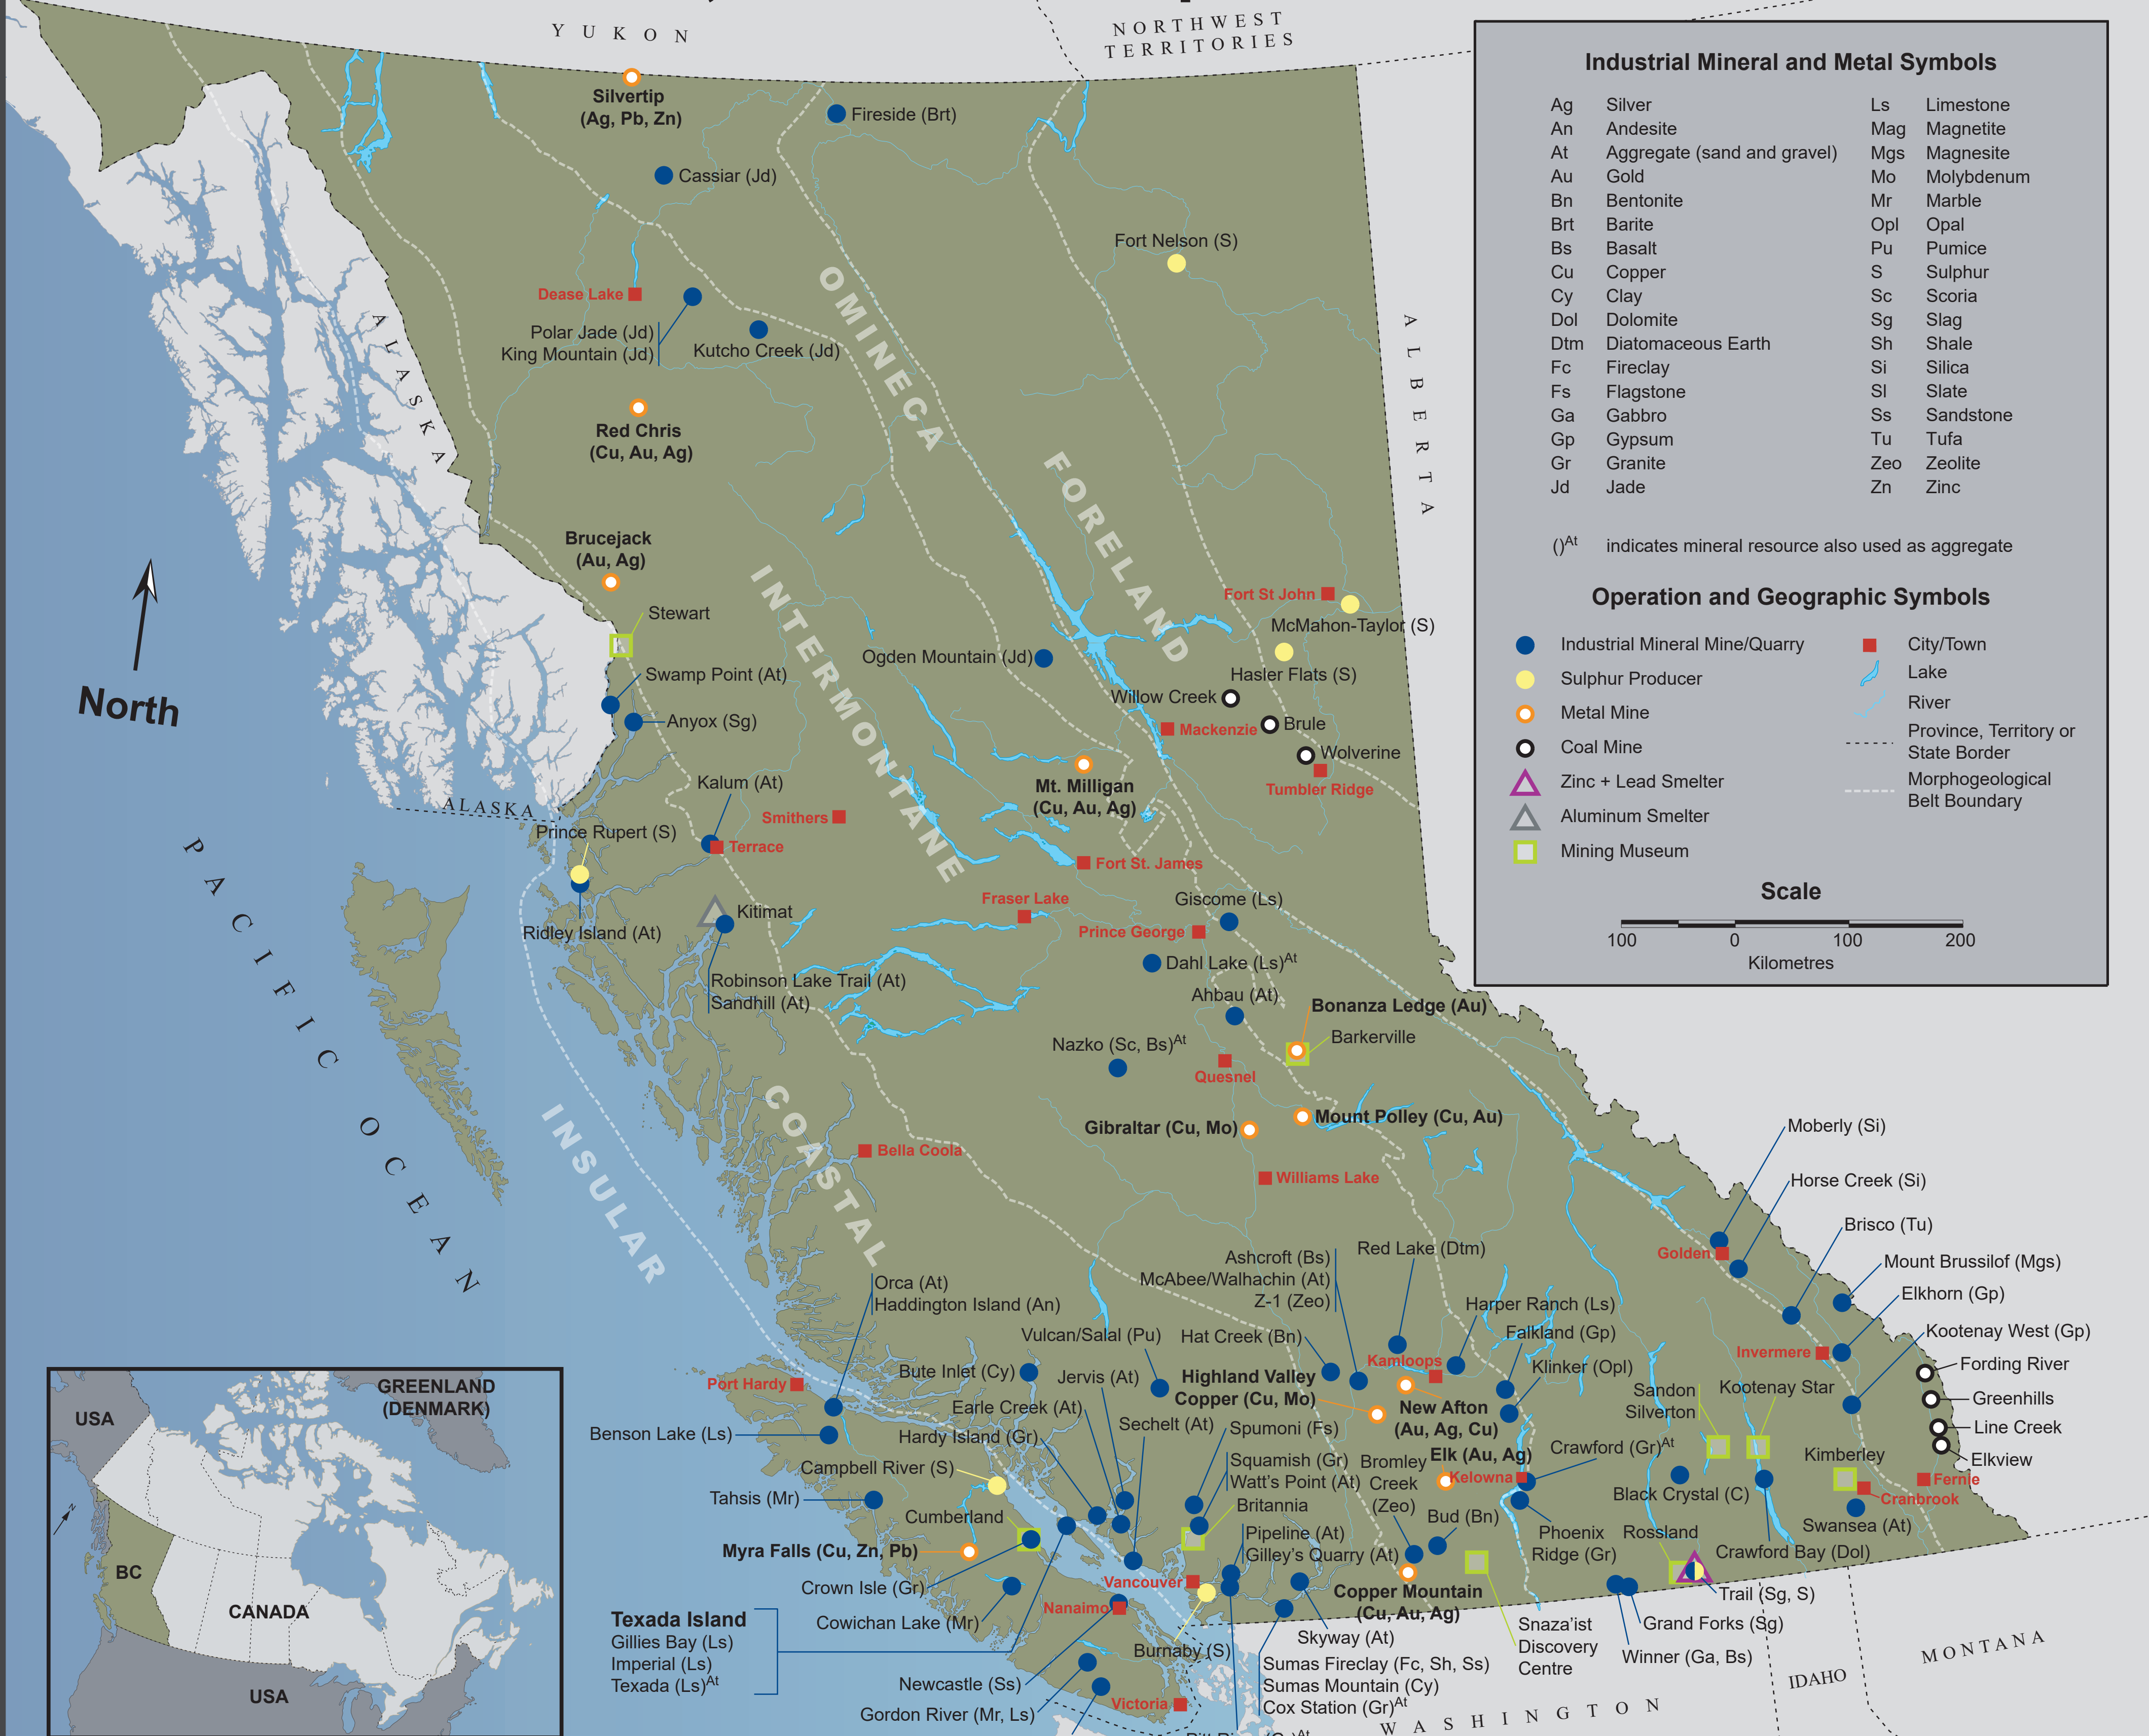 YUKON
NORTHWEST
TERRITORIES
Silvertip
(Ag, Pb, Zn)
Fireside (Brt)
Cassiar (Jd)
Fort Nelson (S)
Dease Lake
Polar Jade (Jd)
King Mountain (Jd)
Kutcho Creek (Jd)
OMINECA
ALASKA
ALBERTA
Red Chris
(Cu, Au, Ag)
FORELAND
Brucejack
(Au, Ag)
INTERMONTANE
Stewart
Fort St John
McMahon-Taylor (S)
Ogden Mountain (Jd)
Hasler Flats (S)
Swamp Point (At)
Willow Creek
Anyox (Sg)
Mackenzie
Brule
Wolverine
Tumbler Ridge
North
Kalum (At)
Mt. Milligan
(Cu, Au, Ag)
ALASKA
Smithers
Prince Rupert (S)
Terrace
Fort St. James
PACIFIC OCEAN
Fraser Lake
Giscome (Ls)
Kitimat
Prince George
Ridley Island (At)
Dahl Lake (Ls)At
Robinson Lake Trail (At)
Sandhill (At)
Ahbau (At)
Bonanza Ledge (Au)
Barkerville
Nazko (Sc, Bs)At
Quesnel
COASTAL
INSULAR
Mount Polley (Cu, Au)
Gibraltar (Cu, Mo)
Bella Coola
Williams Lake
Moberly (Si)
Horse Creek (Si)
Brisco (Tu)
Golden
Mount Brussilof (Mgs)
Elkhorn (Gp)
Kootenay West (Gp)
Invermere
Fording River
Greenhills
Line Creek
Elkview
Fernie
Cranbrook
Kimberley
Swansea (At)
Sandon
Silverton
Kootenay Star
Black Crystal (C)
Rossland
Crawford Bay (Dol)
Trail (Sg, S)
Grand Forks (Sg)
Winner (Ga, Bs)
Ashcroft (Bs)
McAbee/Walhachin (At)
Z-1 (Zeo)
Red Lake (Dtm)
Harper Ranch (Ls)
Falkland (Gp)
Klinker (Opl)
Hat Creek (Bn)
Kamloops
Highland Valley
Copper (Cu, Mo)
New Afton
(Au, Ag, Cu)
Elk (Au, Ag)
Kelowna
Crawford (Gr)At
Bromley
Creek
(Zeo)
Bud (Bn)
Phoenix
Ridge (Gr)
Copper Mountain
(Cu, Au, Ag)
Snaza'ist
Discovery
Centre
Orca (At)
Haddington Island (An)
Vulcan/Salal (Pu)
Bute Inlet (Cy)
Jervis (At)
Port Hardy
Earle Creek (At)
Sechelt (At)
Hardy Island (Gr)
Spumoni (Fs)
Benson Lake (Ls)
Campbell River (S)
Squamish (Gr)
Watt's Point (At)
Britannia
Tahsis (Mr)
Cumberland
Pipeline (At)
Gilley's Quarry (At)
Myra Falls (Cu, Zn, Pb)
Crown Isle (Gr)
Vancouver
Nanaimo
Cowichan Lake (Mr)
Texada Island
Gillies Bay (Ls)
Imperial (Ls)
Texada (Ls)At
Burnaby (S)
Skyway (At)
Newcastle (Ss)
Gordon River (Mr, Ls)
Victoria
Sumas Fireclay (Fc, Sh, Ss)
Sumas Mountain (Cy)
Cox Station (Gr)At
WASHINGTON
IDAHO
MONTANA
GREENLAND
(DENMARK)
USA
BC
CANADA
USA
N
Industrial Mineral and Metal Symbols
Ag Silver
An Andesite
At Aggregate (sand and gravel)
Au Gold
Bn Bentonite
Brt Barite
Bs Basalt
Cu Copper
Cy Clay
Dol Dolomite
Dtm Diatomaceous Earth
Fc Fireclay
Fs Flagstone
Ga Gabbro
Gp Gypsum
Gr Granite
Jd Jade
Ls Limestone
Mag Magnetite
Mgs Magnesite
Mo Molybdenum
Mr Marble
Opl Opal
Pu Pumice
S Sulphur
Sc Scoria
Sg Slag
Sh Shale
Si Silica
Sl Slate
Ss Sandstone
Tu Tufa
Zeo Zeolite
Zn Zinc
()At indicates mineral resource also used as aggregate
Operation and Geographic Symbols
Industrial Mineral Mine/Quarry
Sulphur Producer
Metal Mine
Coal Mine
Zinc + Lead Smelter
Aluminum Smelter
Mining Museum
City/Town
Lake
River
Province, Territory or
State Border
Morphogeological
Belt Boundary
Scale
100 0 100 200
Kilometres